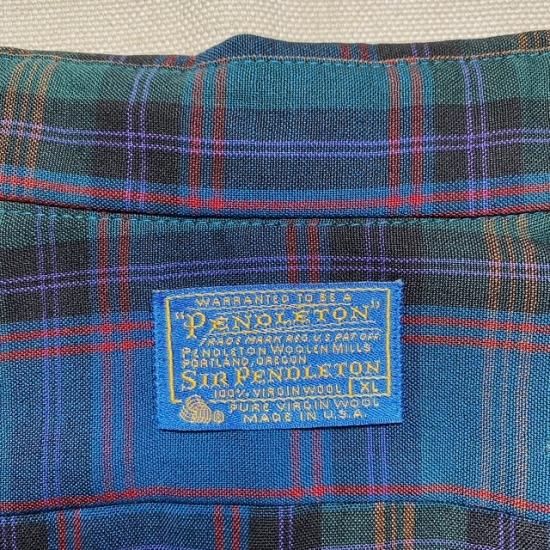 WARRANTED TO BE A
"PENDLETON"
TRADE MARK REG. U.S. PAT. OFF.
PENDLETON WOOLEN MILLS
PORTLAND, OREGON
SIR PENDLETON
100% VIRGIN WOOL XL
PURE VIRGIN WOOL
MADE IN U.S.A.